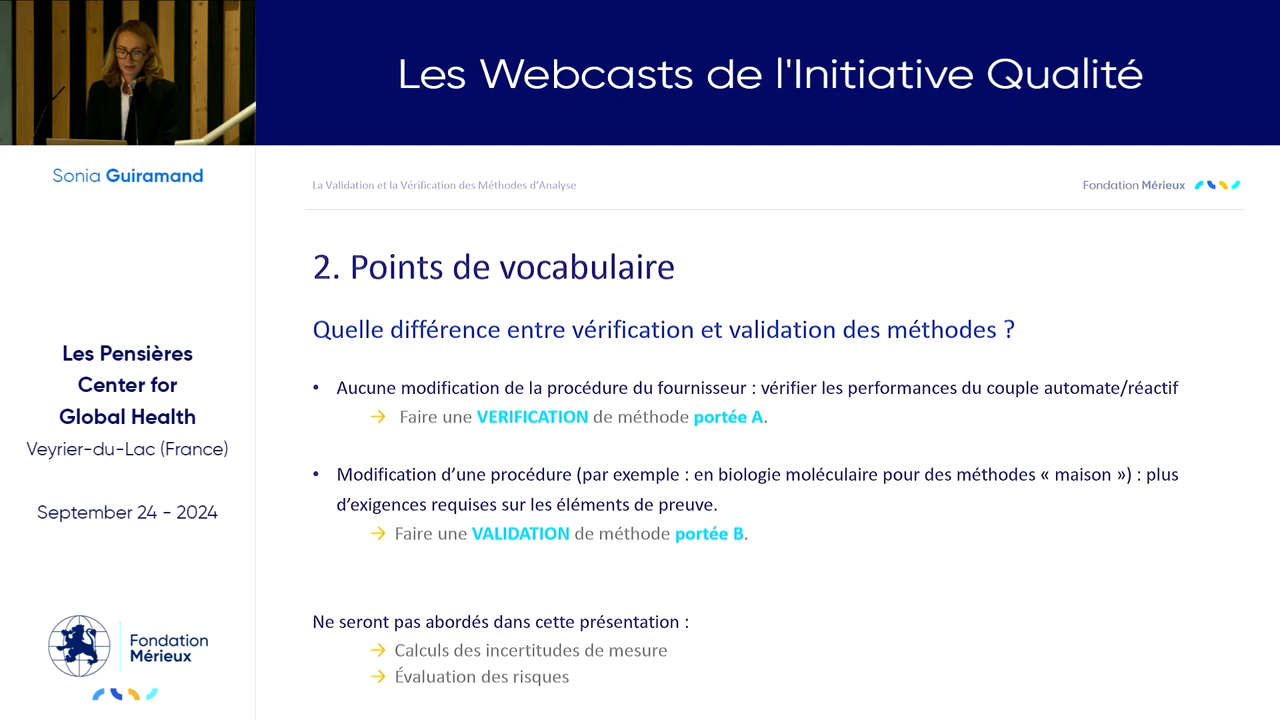 Les Webcasts de l'Initiative Qualité
Sonia Guiramand
Les Pensières
Center for
Global Health
Veyrier-du-Lac (France)
September 24 - 2024
Fondation
Mérieux
La Validation et la Vérification des Méthodes d'Analyse
Fondation Mérieux
2. Points de vocabulaire
Quelle différence entre vérification et validation des méthodes ?
• Aucune modification de la procédure du fournisseur : vérifier les performances du couple automate/réactif
→ Faire une VERIFICATION de méthode portée A.
• Modification d’une procédure (par exemple : en biologie moléculaire pour des méthodes « maison ») : plus
d’exigences requises sur les éléments de preuve.
→ Faire une VALIDATION de méthode portée B.
Ne seront pas abordés dans cette présentation :
→ Calculs des incertitudes de mesure
→ Évaluation des risques